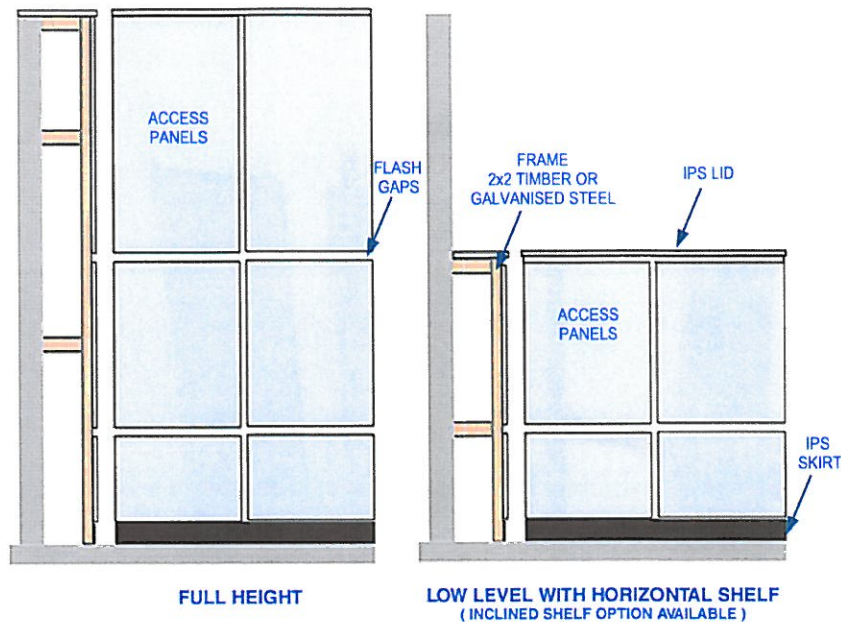 ACCESS
PANELS
FLASH
GAPS
FULL HEIGHT
FRAME
2x2 TIMBER OR
GALVANISED STEEL
IPS LID
ACCESS
PANELS
IPS
SKIRT
LOW LEVEL WITH HORIZONTAL SHELF
( INCLINED SHELF OPTION AVAILABLE )